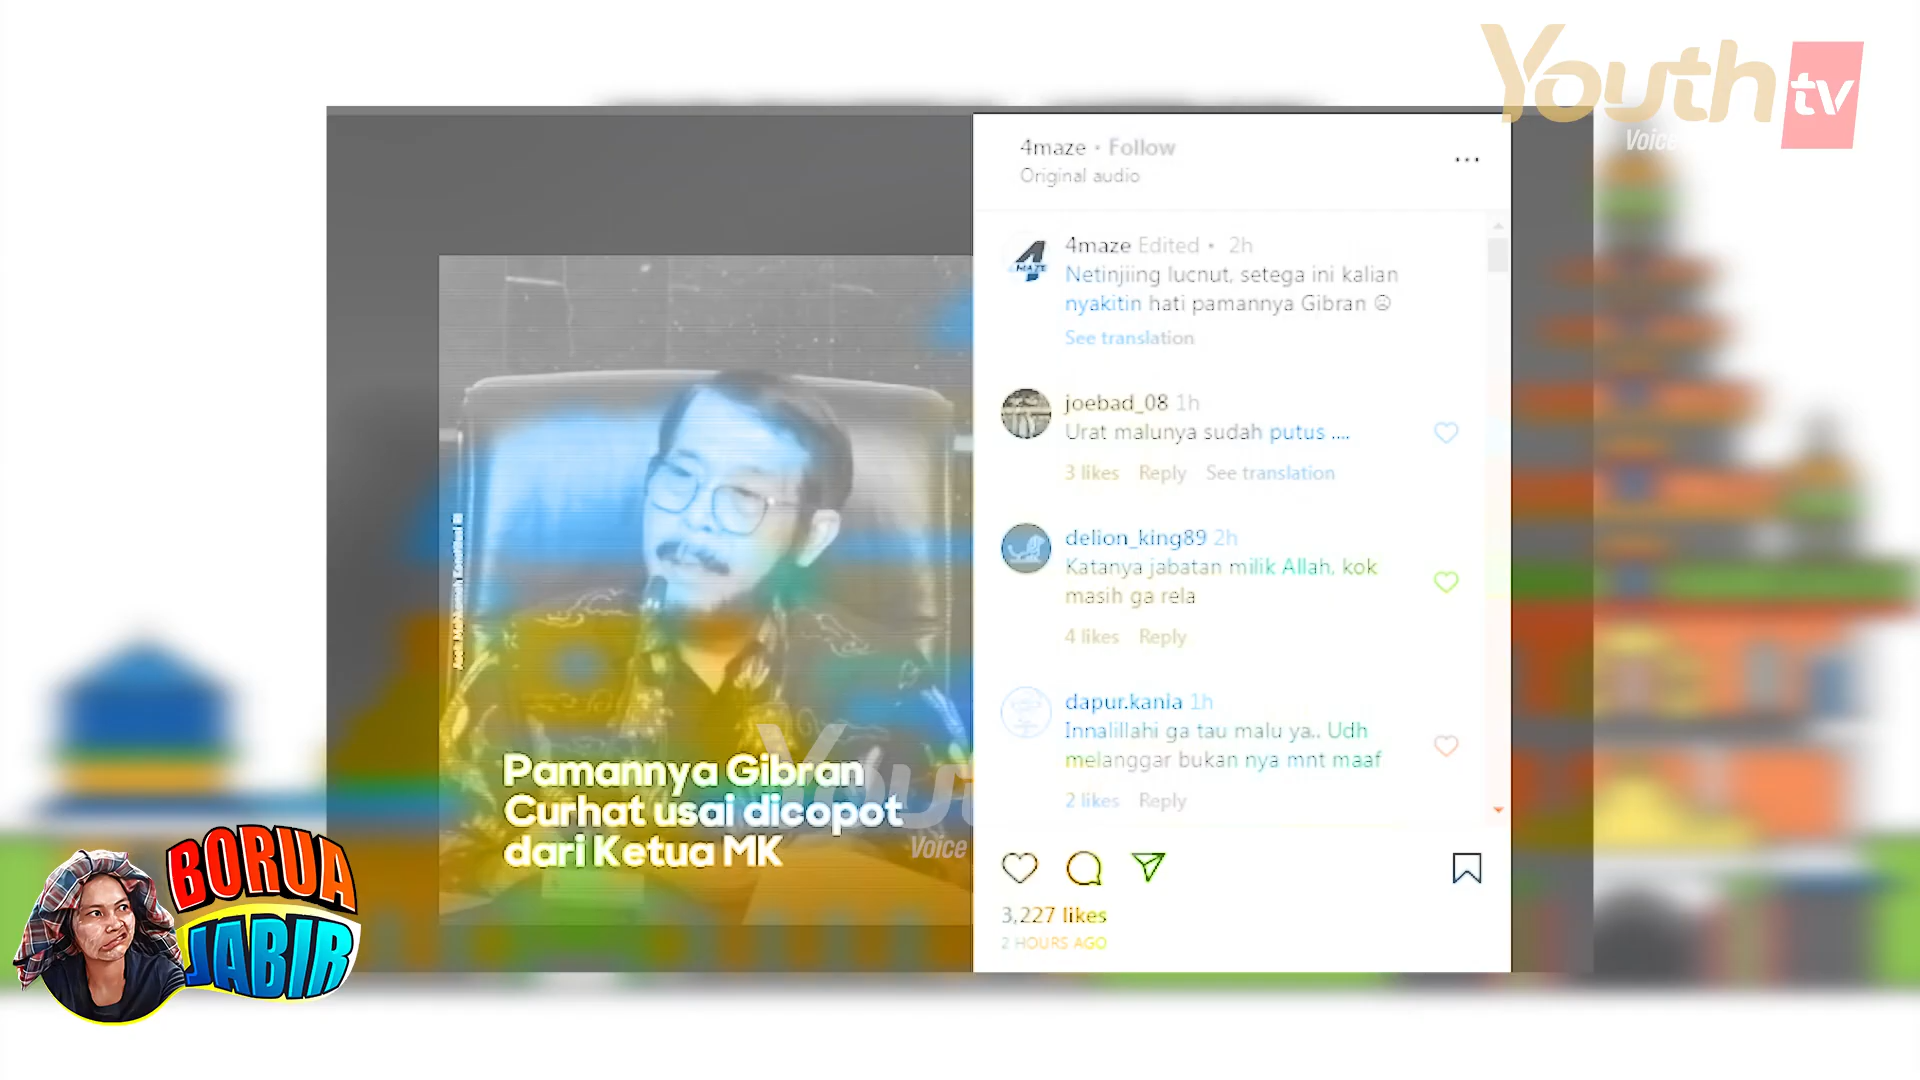 Youth tv
Voice
4maze • Follow
Original audio
4
MAZE
4maze Edited • 2h
Netinjiing lucnut, setega ini kalian
nyakitin hati pamannya Gibran ☹
See translation
joebad_08 1h
Urat malunya sudah putus ....
3 likes Reply See translation
delion_king89 2h
Katanya jabatan milik Allah, kok
masih ga rela
4 likes Reply
dapur.kania 1h
Innalillahi ga tau malu ya.. Udh
melanggar bukan nya mnt maaf
2 likes Reply
3,227 likes
2 HOURS AGO
Pamannya Gibran
Curhat usai dicopot
dari Ketua MK
Voice
BORUA
JABIR